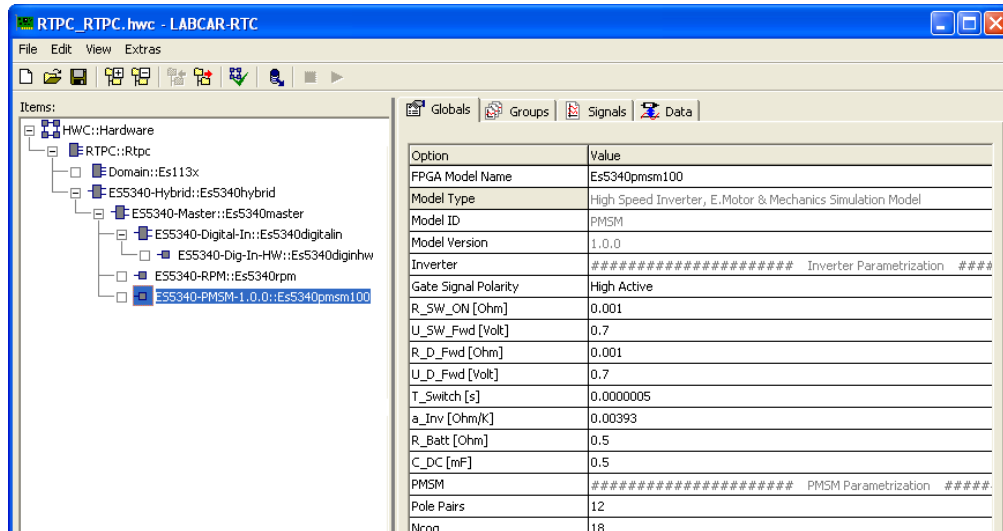 RTPC_RTPC.hwc - LABCAR-RTC
File Edit View Extras
Items:
HWC::Hardware
RTPC::Rtpc
Domain::Es113x
ES5340-Hybrid::Es5340hybrid
ES5340-Master::Es5340master
ES5340-Digital-In::Es5340digitalin
ES5340-Dig-In-HW::Es5340diginhw
ES5340-RPM::Es5340rpm
ES5340-PMSM-1.0.0::Es5340pmsm100
Globals Groups Signals Data
Option Value
FPGA Model Name Es5340pmsm100
Model Type High Speed Inverter, E.Motor & Mechanics Simulation Model
Model ID PMSM
Model Version 1.0.0
Inverter ###################### Inverter Parametrization ####
Gate Signal Polarity High Active
R_SW_ON [Ohm] 0.001
U_SW_Fwd [Volt] 0.7
R_D_Fwd [Ohm] 0.001
U_D_Fwd [Volt] 0.7
T_Switch [s] 0.0000005
a_Inv [Ohm/K] 0.00393
R_Batt [Ohm] 0.5
C_DC [mF] 0.5
PMSM ###################### PMSM Parametrization #####
Pole Pairs 12
Ncog 18